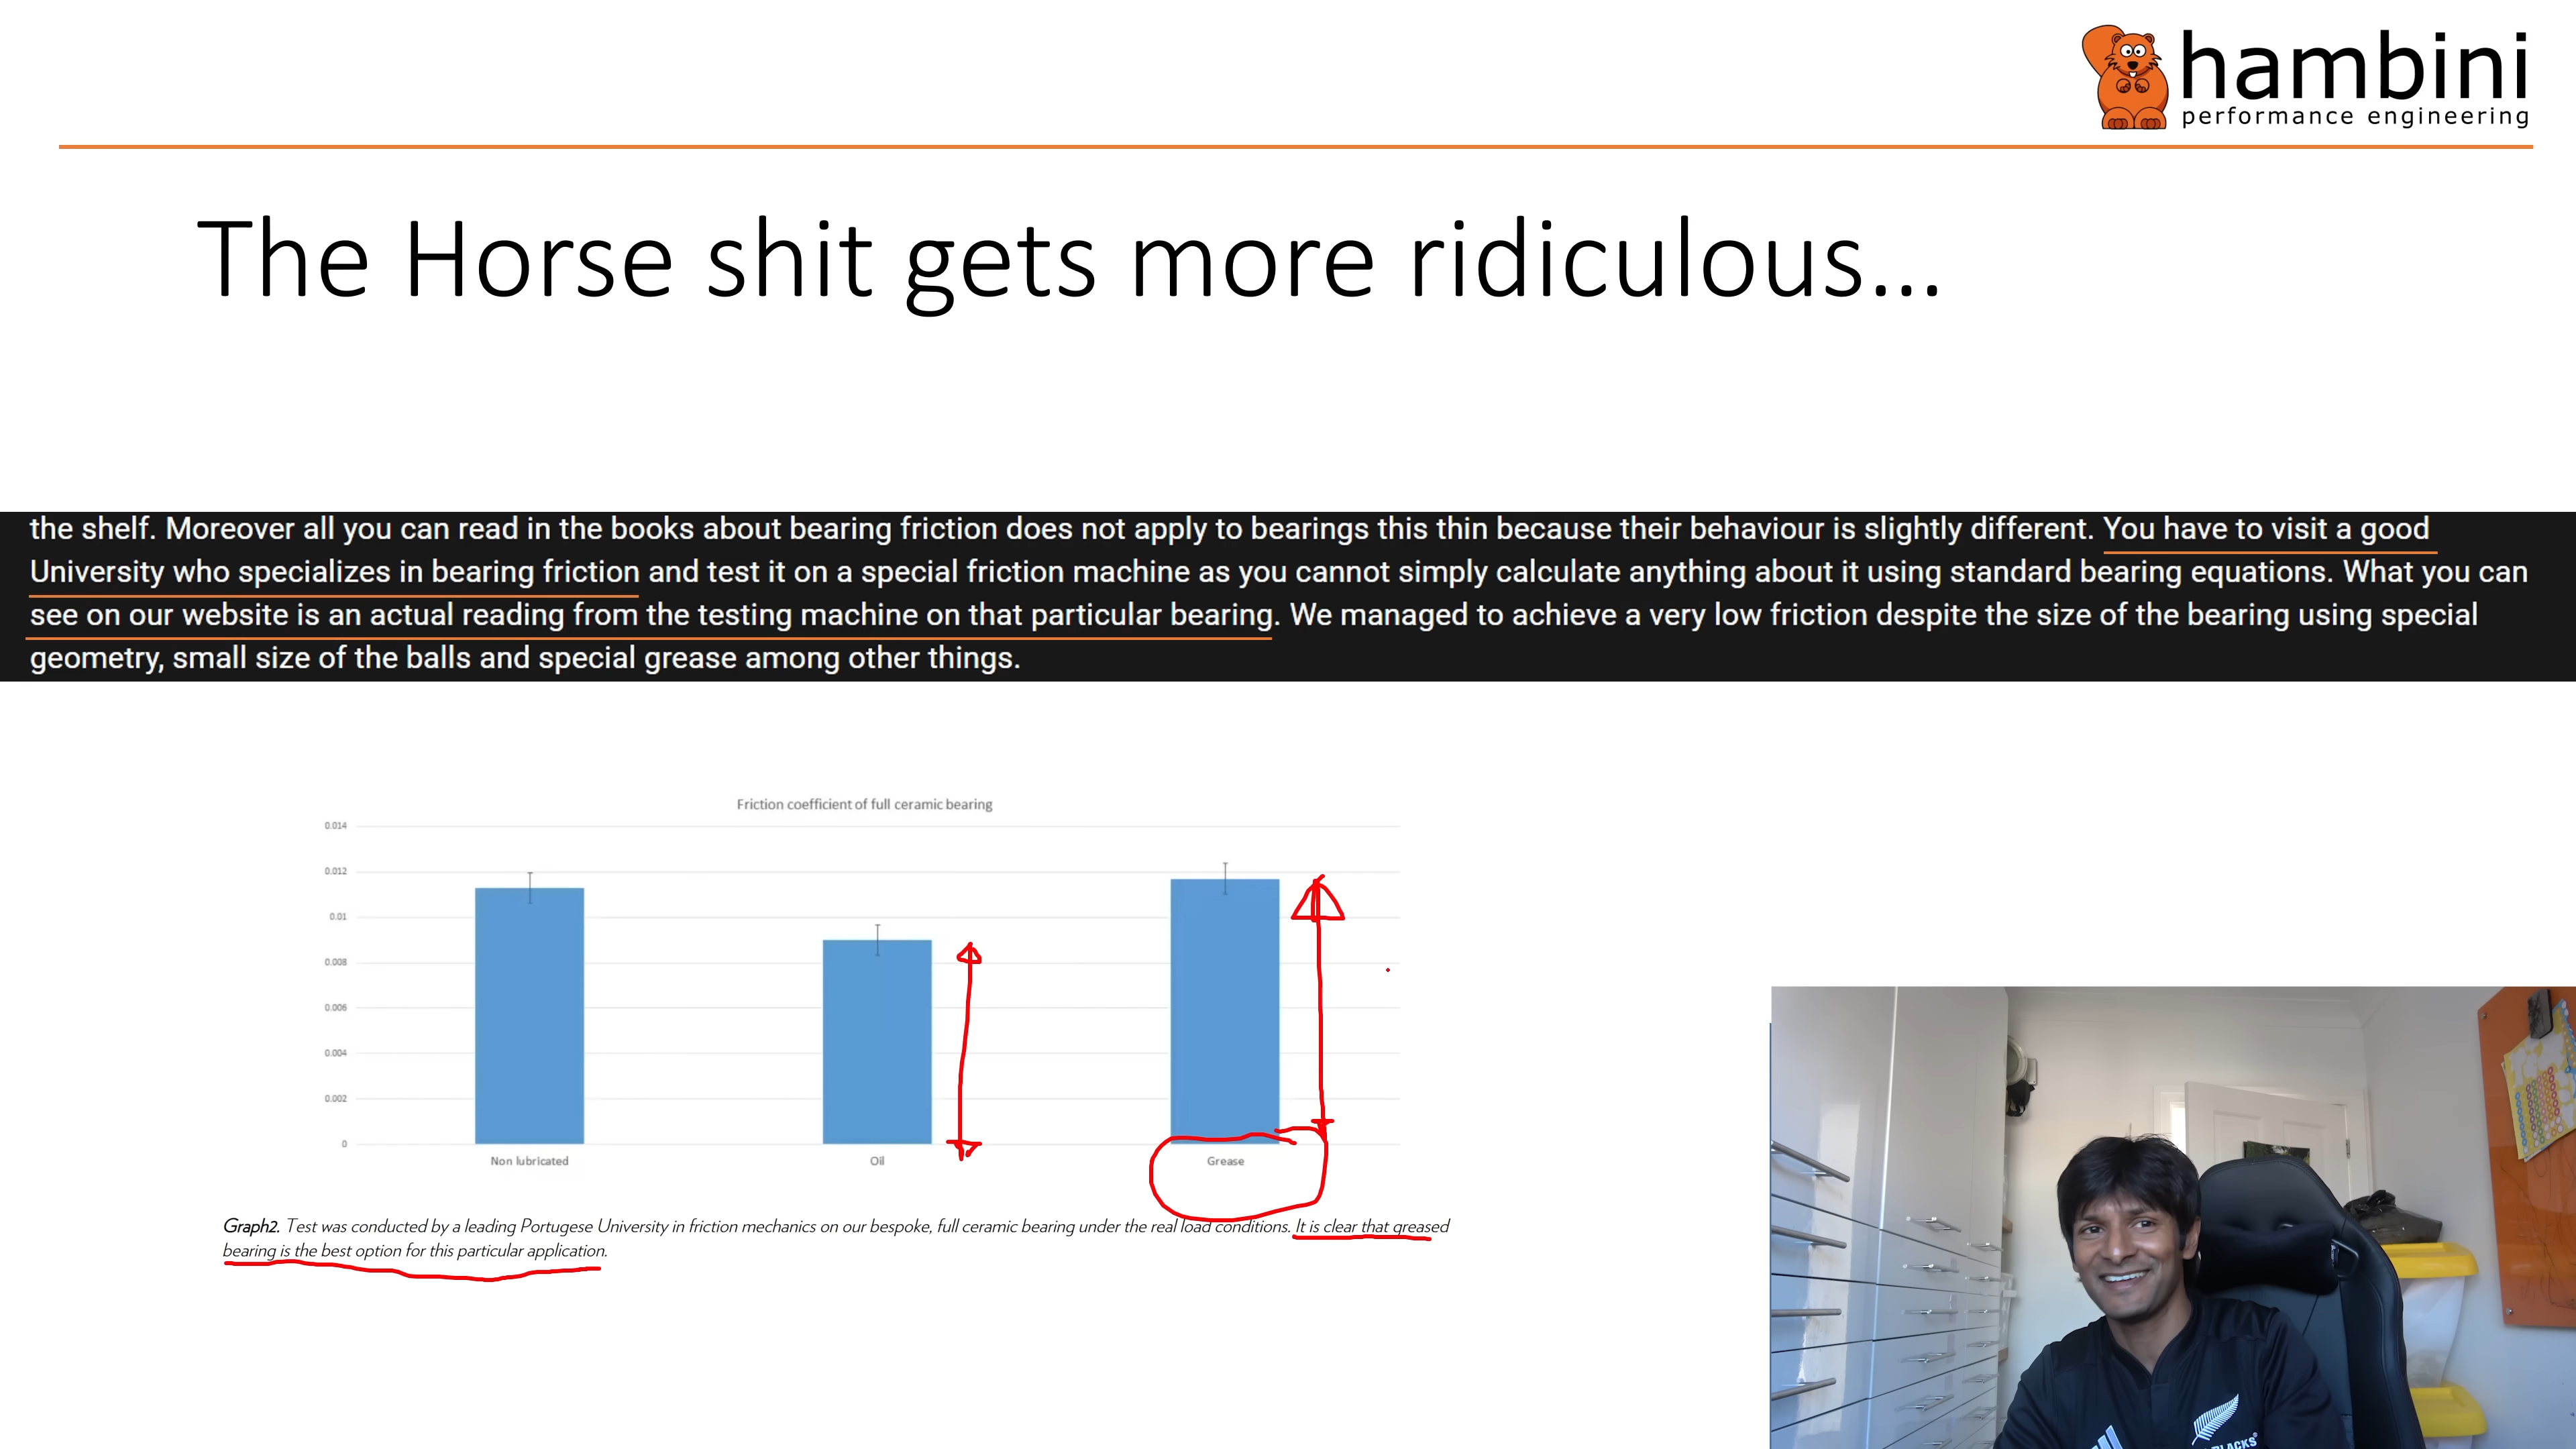 hambini
performance engineering
The Horse shit gets more ridiculous...
the shelf. Moreover all you can read in the books about bearing friction does not apply to bearings this thin because their behaviour is slightly different. You have to visit a good
University who specializes in bearing friction and test it on a special friction machine as you cannot simply calculate anything about it using standard bearing equations. What you can
see on our website is an actual reading from the testing machine on that particular bearing. We managed to achieve a very low friction despite the size of the bearing using special
geometry, small size of the balls and special grease among other things.
Friction coefficient of full ceramic bearing
0.014
0.012
0.01
0.008
0.006
0.004
0.002
0
Non lubricated
Oil
Grease
Graph2. Test was conducted by a leading Portugese University in friction mechanics on our bespoke, full ceramic bearing under the real load conditions. It is clear that greased
bearing is the best option for this particular application.